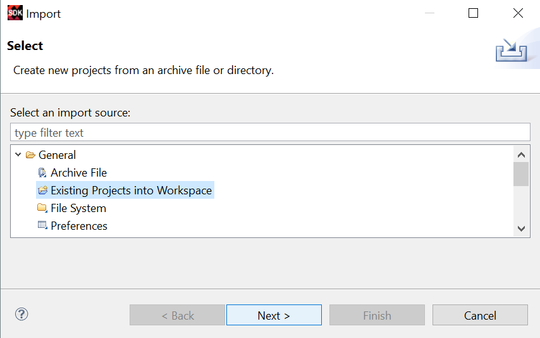 SDK Import
Select
Create new projects from an archive file or directory.
Select an import source:
type filter text
General
Archive File
Existing Projects into Workspace
File System
Preferences
? < Back Next > Finish Cancel